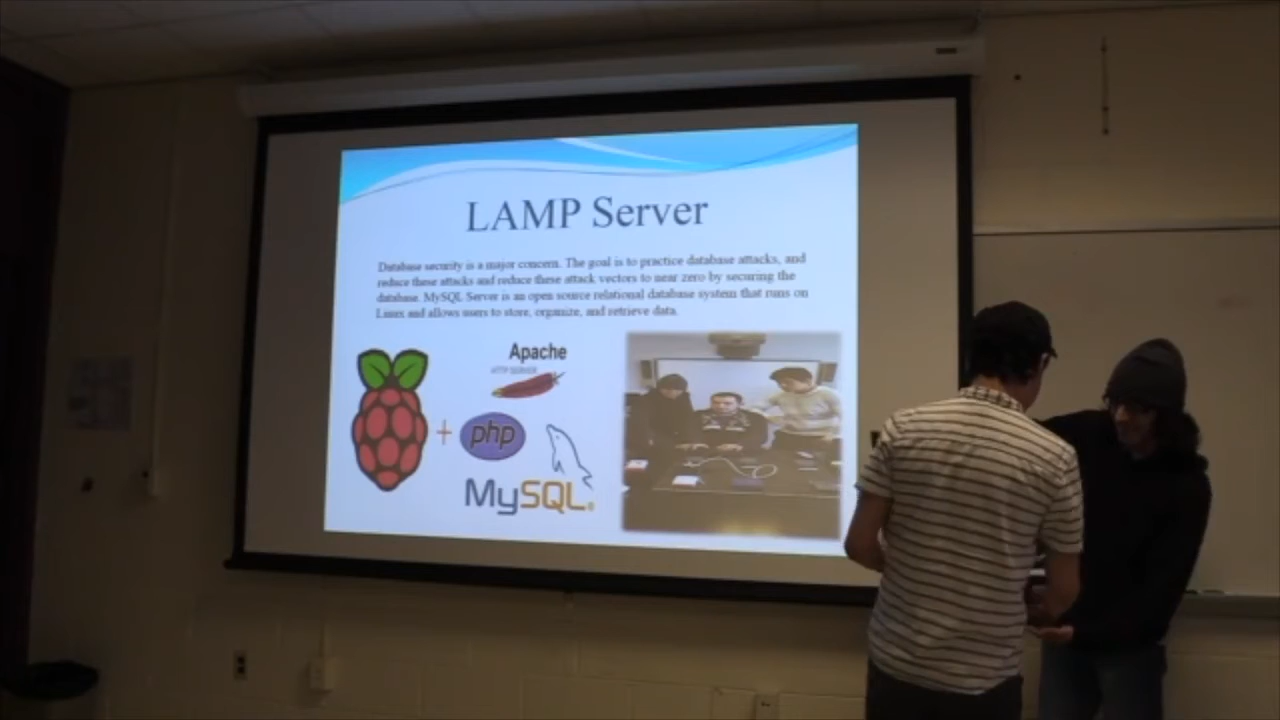 LAMP Server
Database security is a major concern. The goal is to practice database attacks, and
reduce these attacks and reduce these attack vectors to near zero by securing the
database. MySQL Server is an open source relational database system that runs on
Linux and allows users to store, organize, and retrieve data.
Apache
HTTP SERVER
+
php
MySQL®